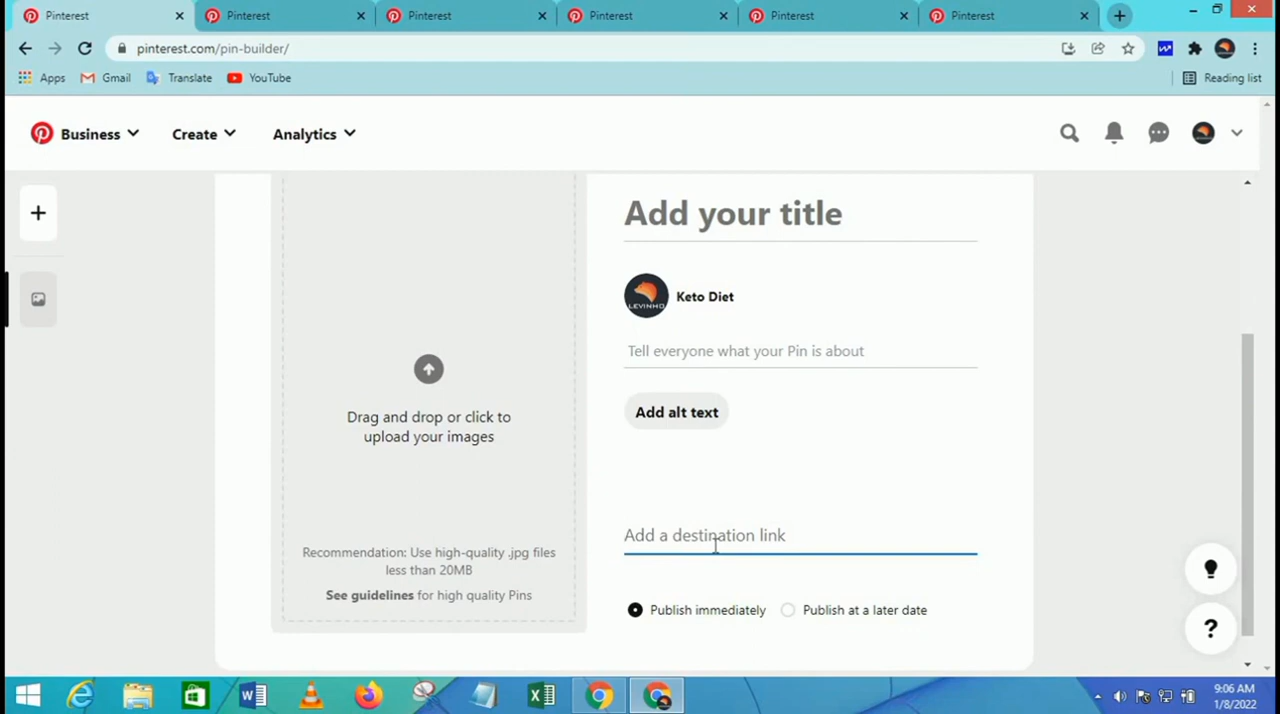 Pinterest
Pinterest
Pinterest
Pinterest
Pinterest
Pinterest
pinterest.com/pin-builder/
Apps
Gmail
Translate
YouTube
Reading list
Business
Create
Analytics
Add your title
LEVINHO
Keto Diet
Tell everyone what your Pin is about
Add alt text
Drag and drop or click to
upload your images
Add a destination link
Recommendation: Use high-quality .jpg files
less than 20MB
See guidelines for high quality Pins
Publish immediately
Publish at a later date
9:06 AM
1/8/2022